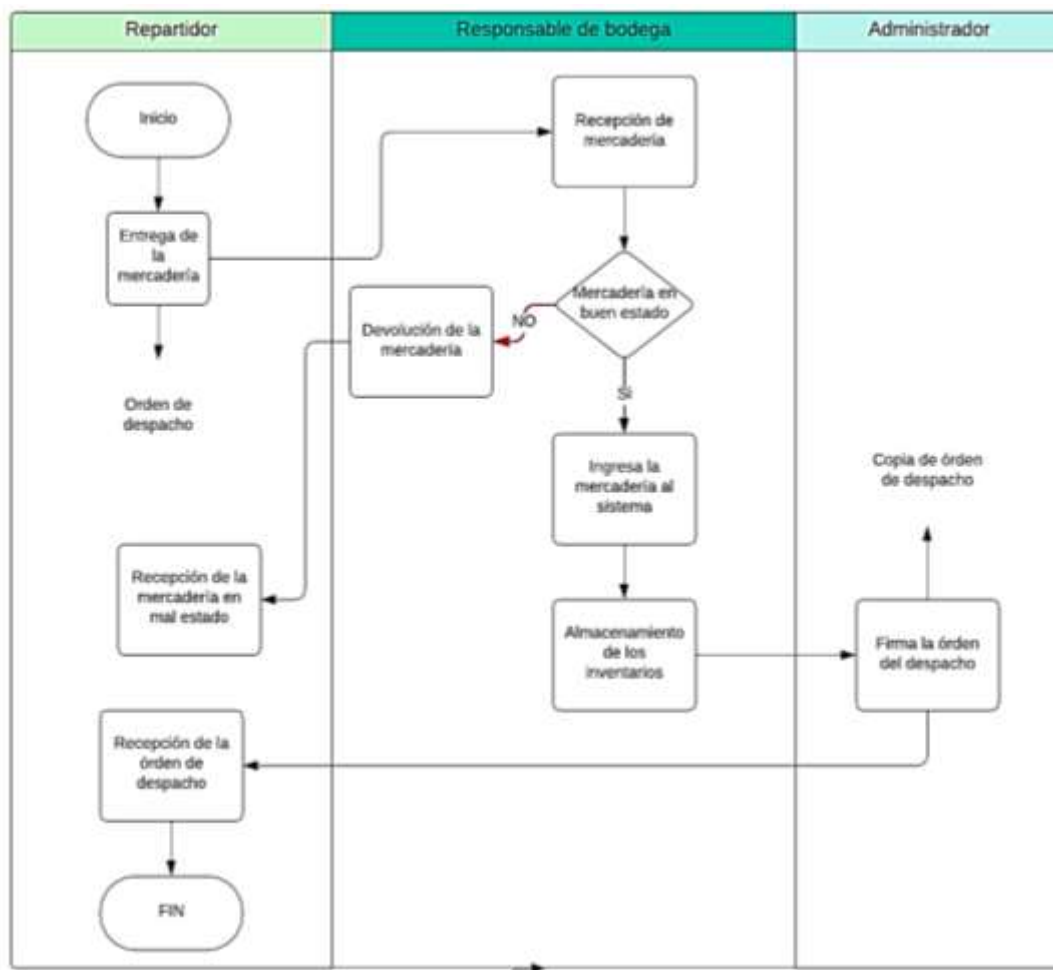 Repartidor
Responsable de bodega
Administrador
Inicio
Recepción de
mercadería
Entrega de
la
mercadería
Mercadería en
buen estado
NO
Devolución de la
mercadería
Orden de
despacho
Si
Ingresa la
mercadería al
sistema
Copia de órden
de despacho
Recepción de la
mercadería en
mal estado
Almacenamiento
de los
inventarios
Firma la órden
del despacho
Recepción de la
órden de
despacho
FIN